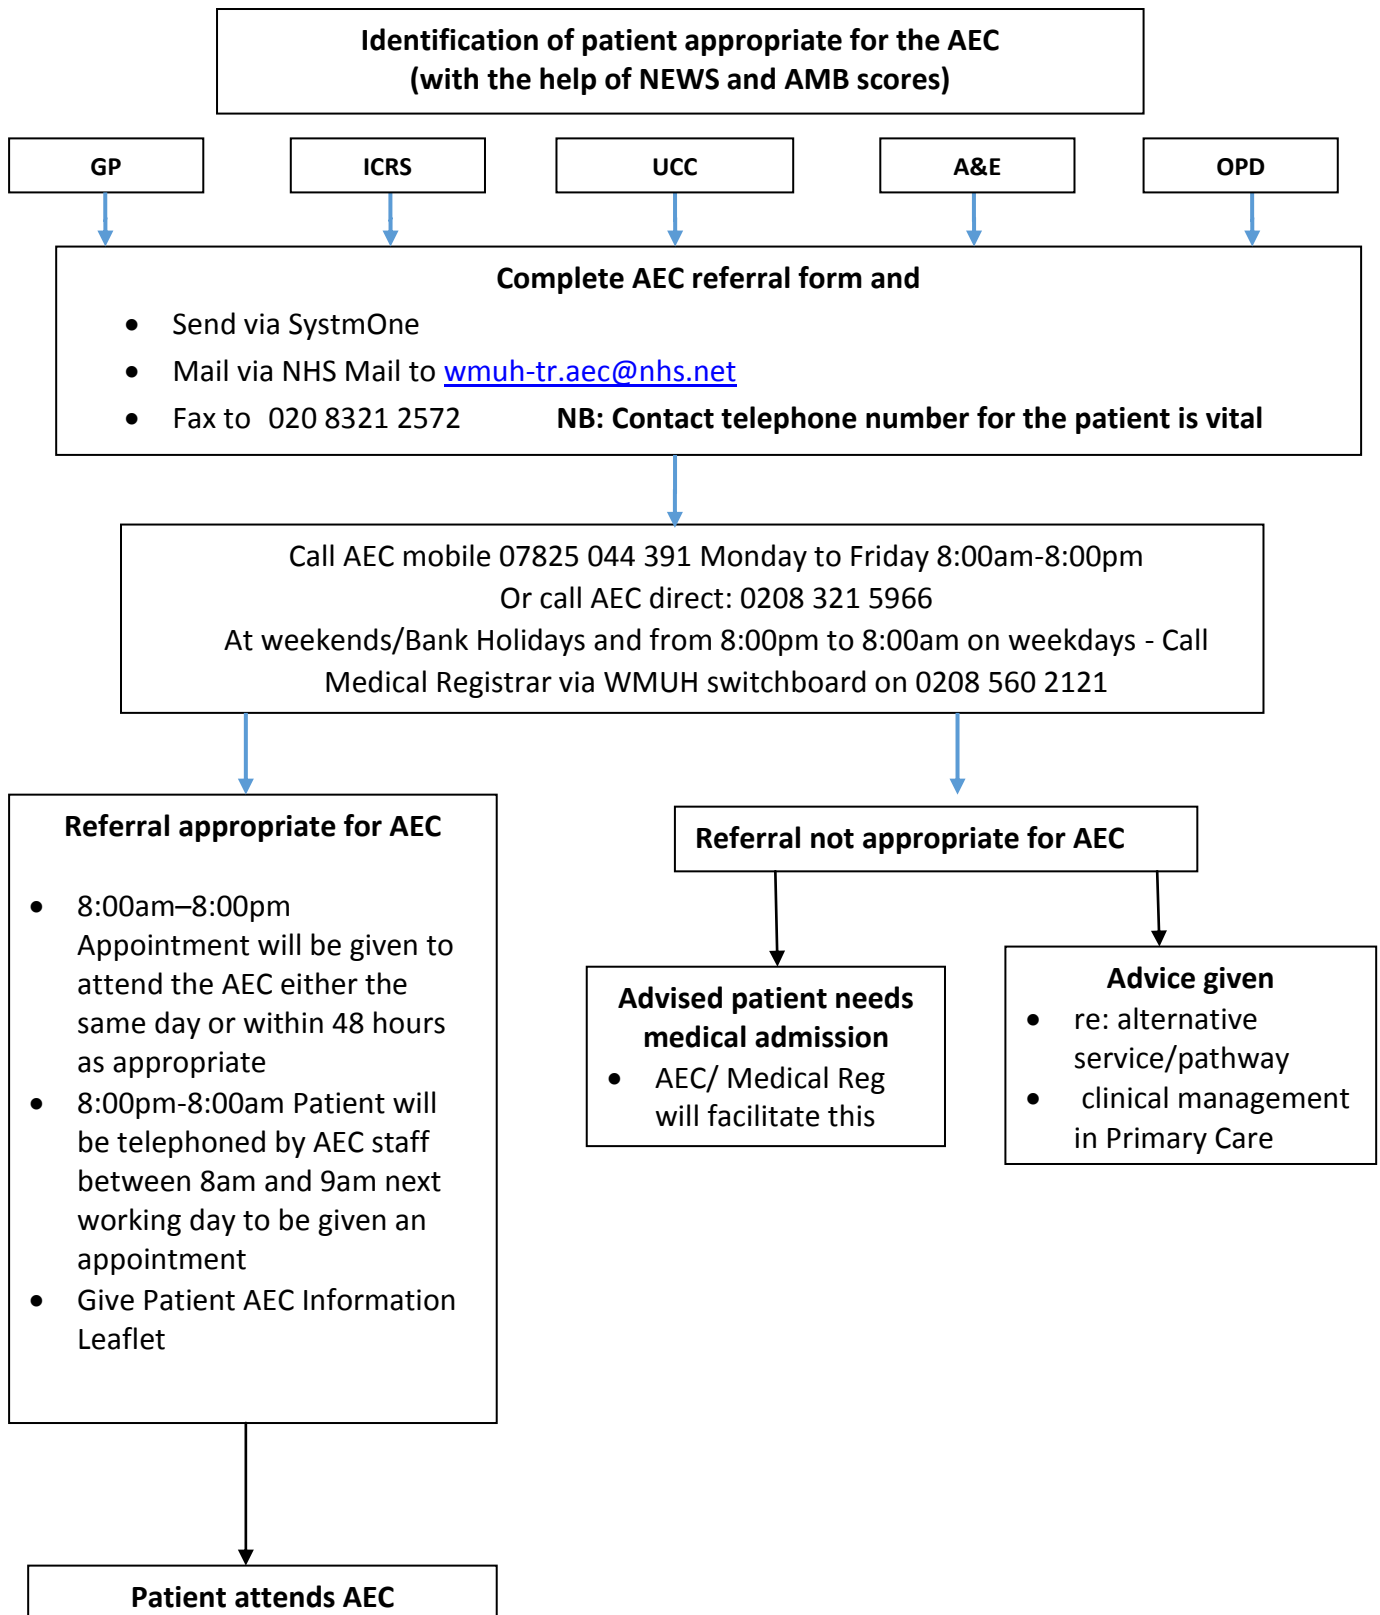 Identification of patient appropriate for the AEC
(with the help of NEWS and AMB scores)
GP
ICRS
UCC
A&E
OPD
Complete AEC referral form and
• Send via SystmOne
• Mail via NHS Mail to wmuh-tr.aec@nhs.net
• Fax to 020 8321 2572 NB: Contact telephone number for the patient is vital
Call AEC mobile 07825 044 391 Monday to Friday 8:00am-8:00pm
Or call AEC direct: 0208 321 5966
At weekends/Bank Holidays and from 8:00pm to 8:00am on weekdays - Call
Medical Registrar via WMUH switchboard on 0208 560 2121
Referral appropriate for AEC
• 8:00am–8:00pm
Appointment will be given to
attend the AEC either the
same day or within 48 hours
as appropriate
• 8:00pm-8:00am Patient will
be telephoned by AEC staff
between 8am and 9am next
working day to be given an
appointment
• Give Patient AEC Information
Leaflet
Referral not appropriate for AEC
Advised patient needs
medical admission
• AEC/ Medical Reg
will facilitate this
Advice given
• re: alternative
service/pathway
• clinical management
in Primary Care
Patient attends AEC